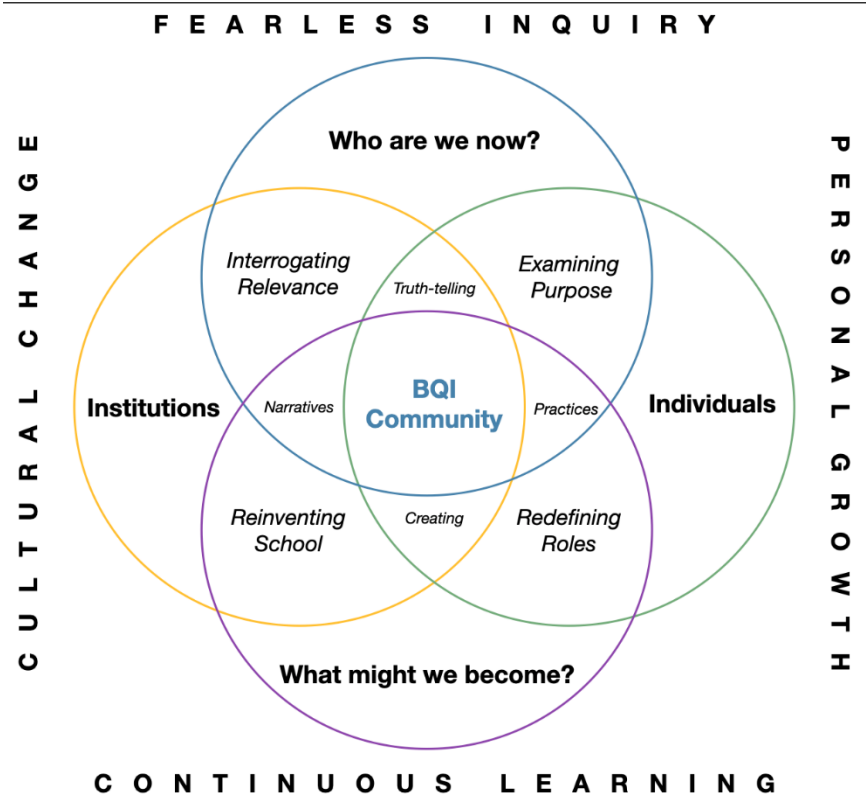 FEARLESS INQUIRY
CULTURAL CHANGE
PERSONAL GROWTH
Who are we now?
Interrogating
Relevance
Truth-telling
Examining
Purpose
Institutions
Narratives
BQI
Community
Practices
Individuals
Reinventing
School
Creating
Redefining
Roles
What might we become?
CONTINUOUS LEARNING